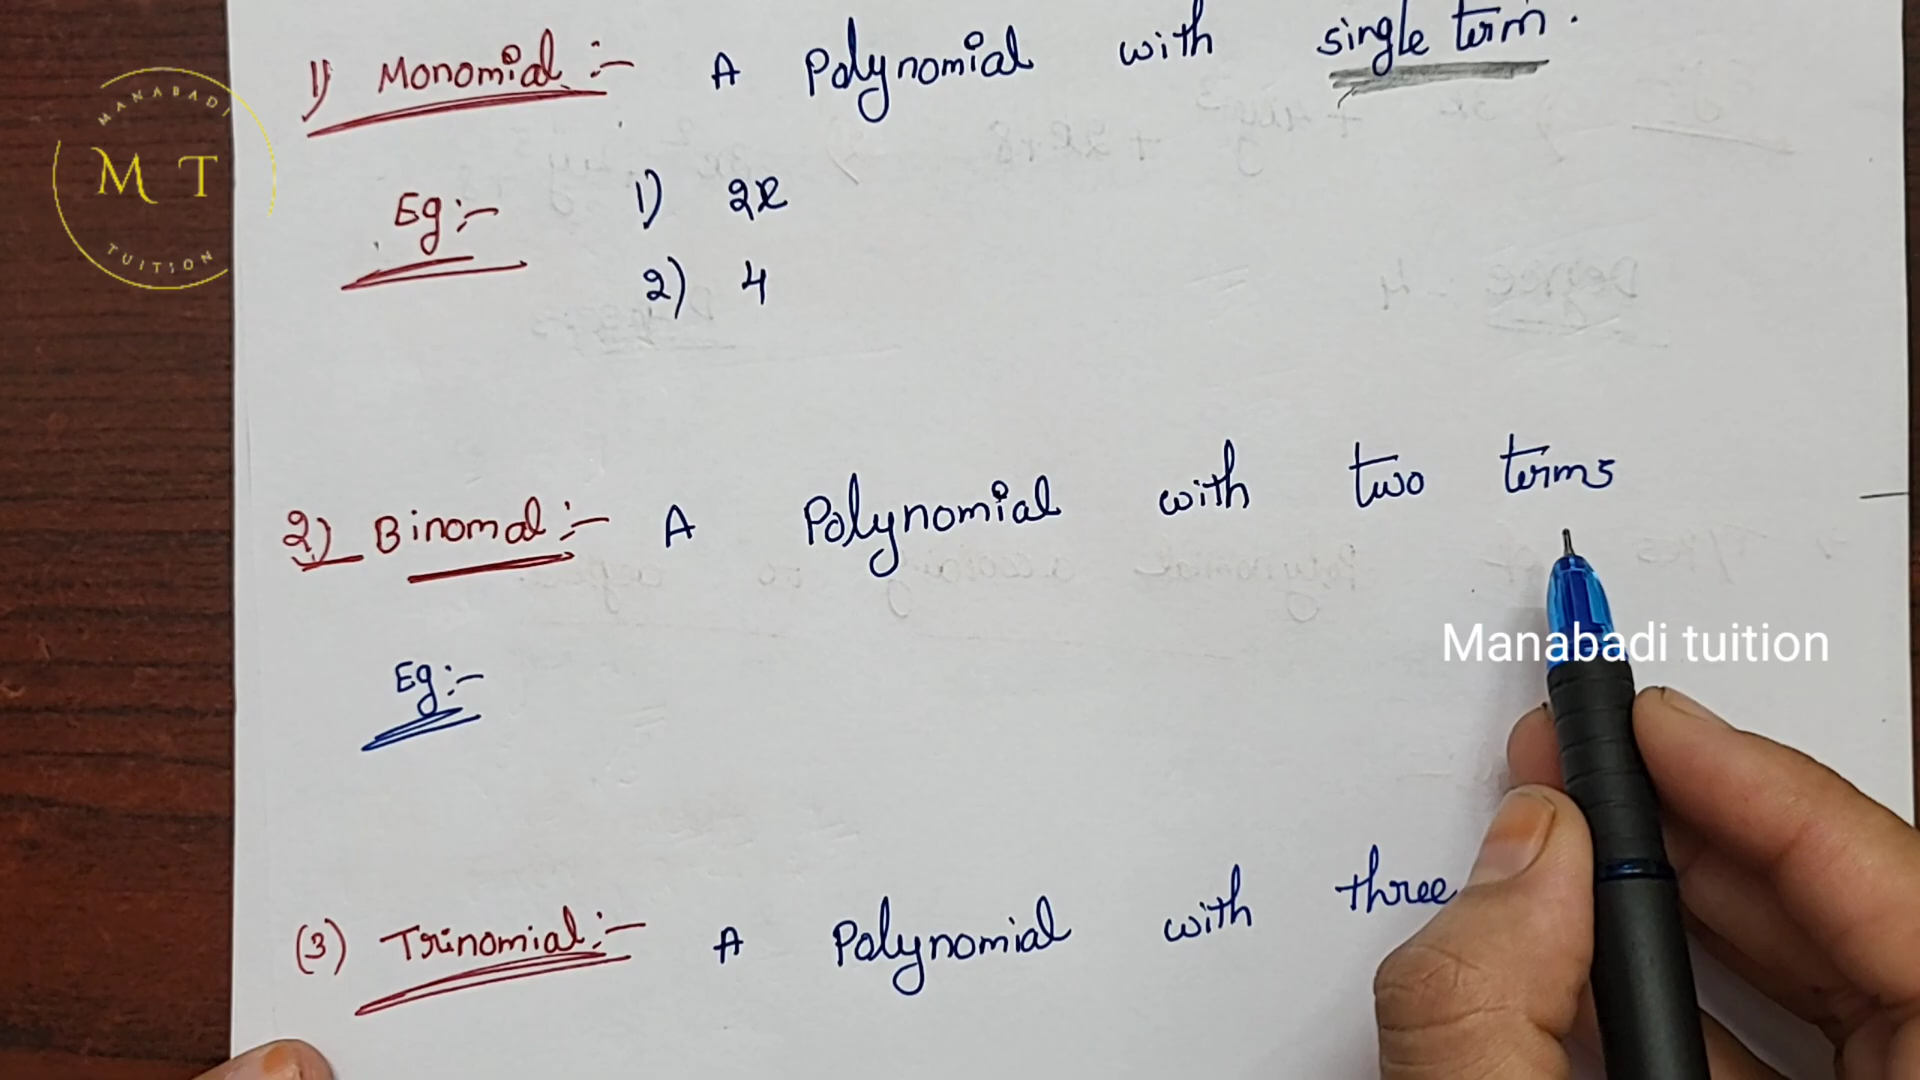 1) Monomial :- A Polynomial with single term.
Eg :- 1) 2x
2) 4
2) Binomal :- A Polynomial with two terms
Eg :-
(3) Trinomial :- A Polynomial with three
MANABADI
M T
TUITION
Manabadi tuition